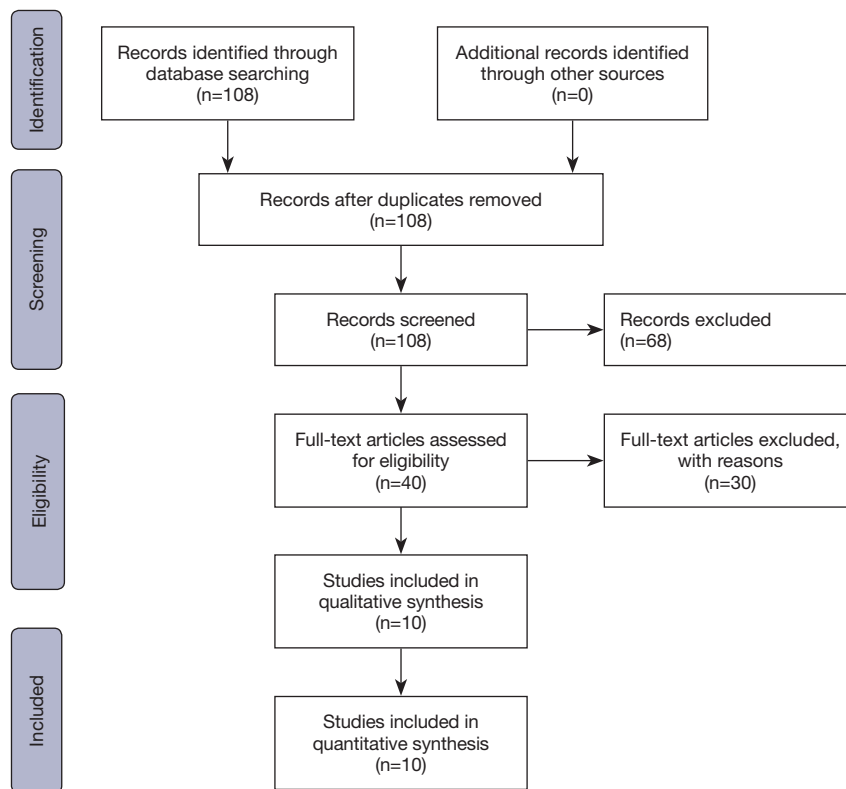 Identification
Records identified through
database searching
(n=108)
Additional records identified
through other sources
(n=0)
Screening
Records after duplicates removed
(n=108)
Records screened
(n=108)
Records excluded
(n=68)
Eligibility
Full-text articles assessed
for eligibility
(n=40)
Full-text articles excluded,
with reasons
(n=30)
Studies included in
qualitative synthesis
(n=10)
Included
Studies included in
quantitative synthesis
(n=10)